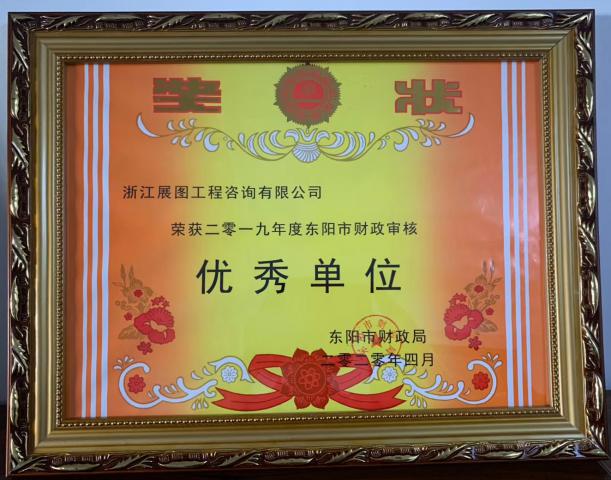 奖状
浙江展图工程咨询有限公司
荣获二零一九年度东阳市财政审核
优秀单位
东阳市财政局
二零二零年四月